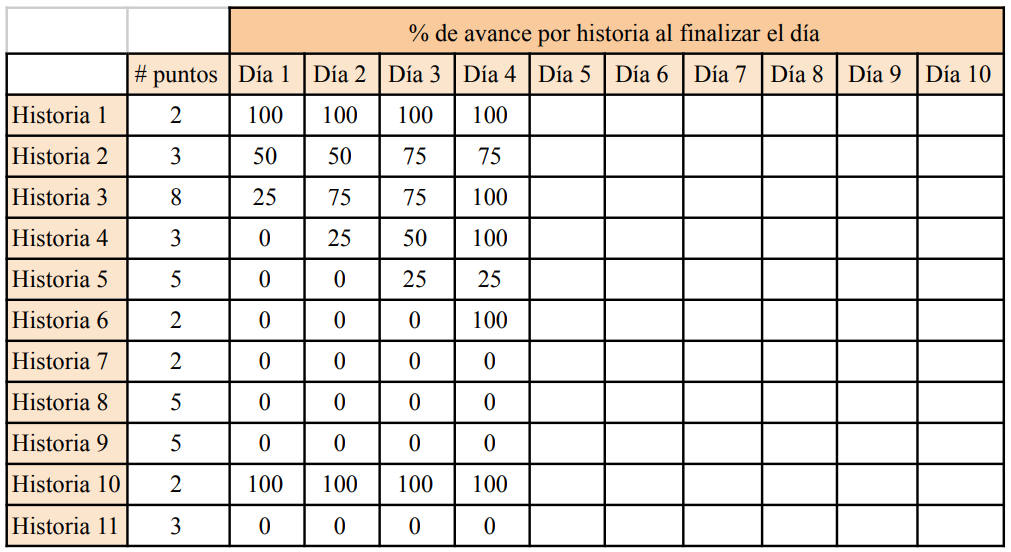 % de avance por historia al finalizar el día
# puntos Día 1 Día 2 Día 3 Día 4 Día 5 Día 6 Día 7 Día 8 Día 9 Día 10
Historia 1 2 100 100 100 100
Historia 2 3 50 50 75 75
Historia 3 8 25 75 75 100
Historia 4 3 0 25 50 100
Historia 5 5 0 0 25 25
Historia 6 2 0 0 0 100
Historia 7 2 0 0 0 0
Historia 8 5 0 0 0 0
Historia 9 5 0 0 0 0
Historia 10 2 100 100 100 100
Historia 11 3 0 0 0 0